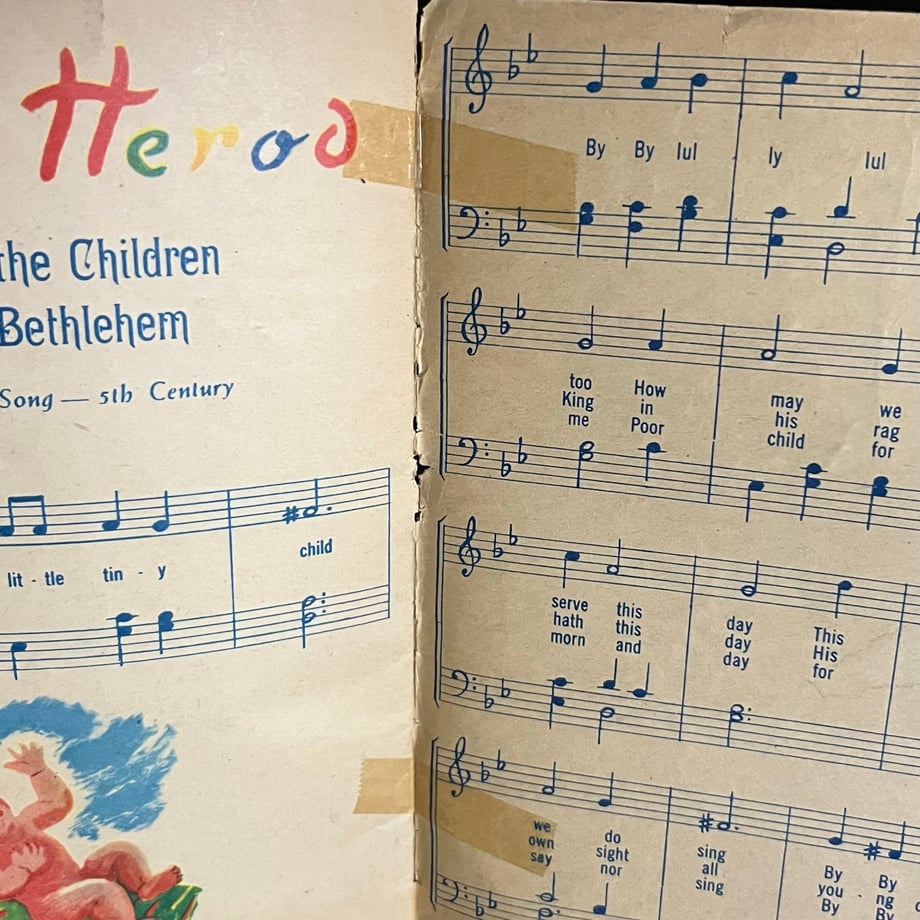 Herod
the Children
Bethlehem
Song — 5th Century
lit - tle tin - y child
By By lul ly lul
too How may we
King in his rag
me Poor child for
serve this day This
hath this day His
morn and day for
we do sing By By
own sight all you - ng
say nor sing By By